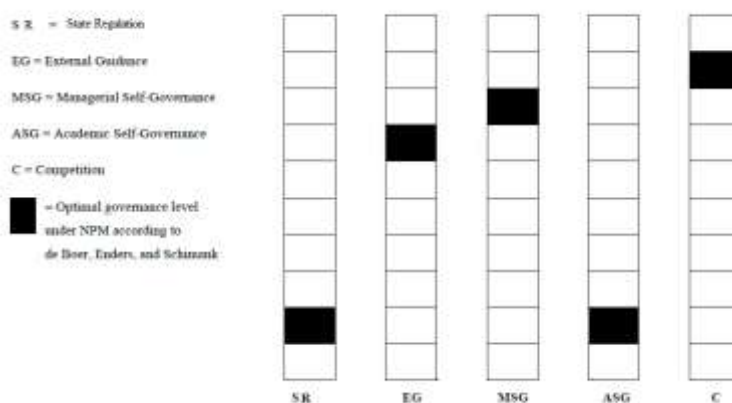 S R = State Regulation
EG = External Guidance
MSG = Managerial Self-Governance
ASG = Academic Self-Governance
C = Competition
= Optimal governance level
under NPM according to
de Boer, Enders, and Schimank
SR EG MSG ASG C